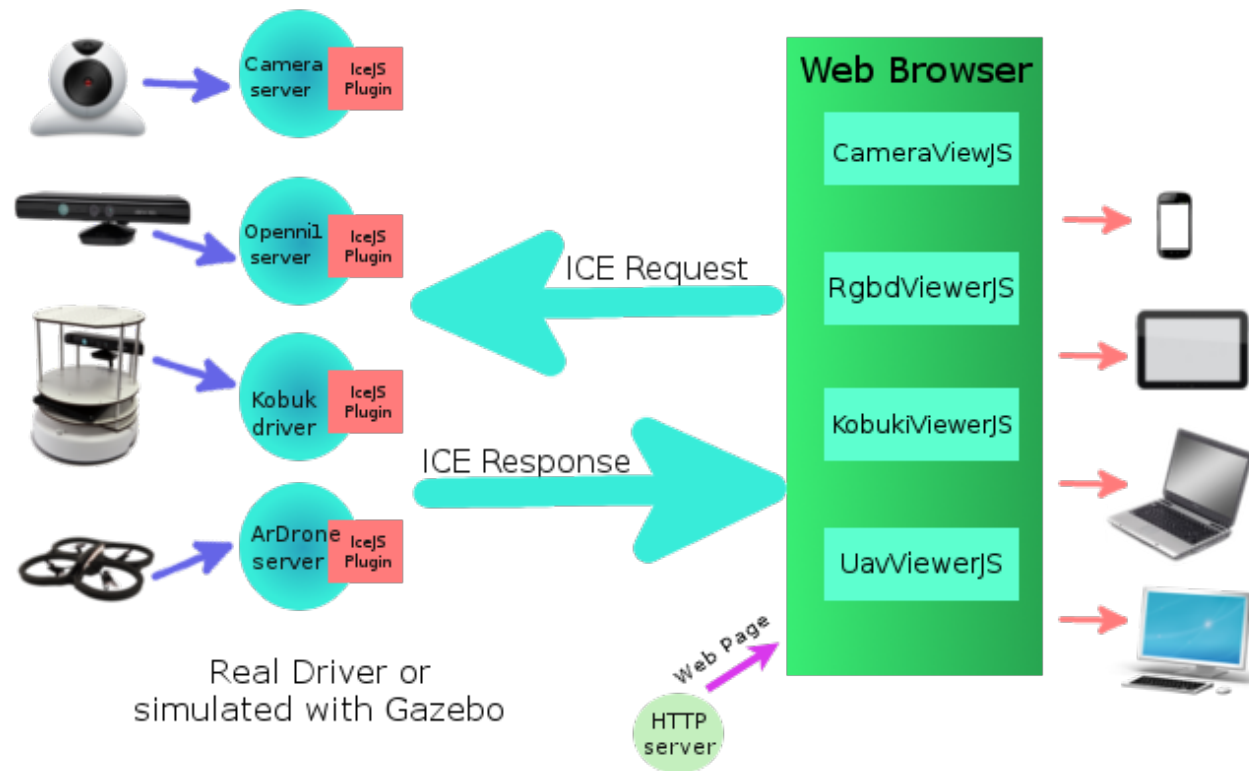 Camera
server
IceJS
Plugin
Openni1
server
IceJS
Plugin
Kobuk
driver
IceJS
Plugin
ArDrone
server
IceJS
Plugin
Real Driver or
simulated with Gazebo
ICE Request
ICE Response
Web Browser
CameraViewJS
RgbdViewerJS
KobukiViewerJS
UavViewerJS
Web Page
HTTP
server